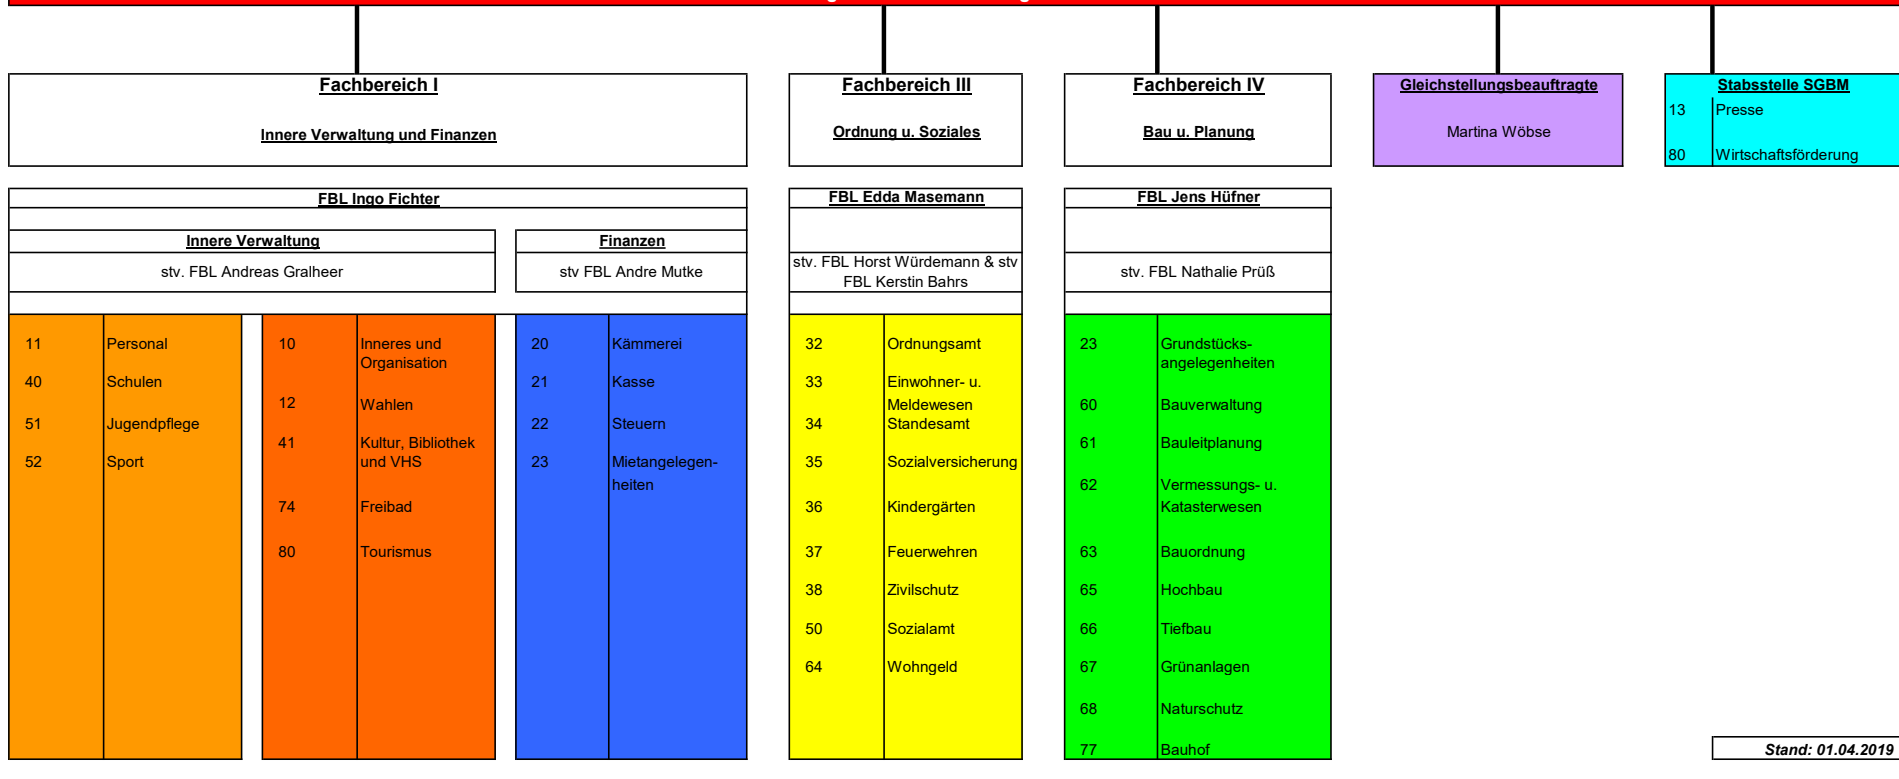 Fachbereich I
Innere Verwaltung und Finanzen
Fachbereich III
Ordnung u. Soziales
Fachbereich IV
Bau u. Planung
Gleichstellungsbeauftragte
Martina Wöbse
Stabsstelle SGBM
13 Presse
80 Wirtschaftsförderung
FBL Ingo Fichter
Innere Verwaltung
stv. FBL Andreas Gralheer
Finanzen
stv FBL Andre Mutke
FBL Edda Masemann
stv. FBL Horst Würdemann & stv
FBL Kerstin Bahrs
FBL Jens Hüfner
stv. FBL Nathalie Prüß
11 Personal
40 Schulen
51 Jugendpflege
52 Sport
10 Inneres und
Organisation
12 Wahlen
41 Kultur, Bibliothek
und VHS
74 Freibad
80 Tourismus
20 Kämmerei
21 Kasse
22 Steuern
23 Mietangelegen-
heiten
32 Ordnungsamt
33 Einwohner- u.
Meldewesen
34 Standesamt
35 Sozialversicherung
36 Kindergärten
37 Feuerwehren
38 Zivilschutz
50 Sozialamt
64 Wohngeld
23 Grundstücks-
angelegenheiten
60 Bauverwaltung
61 Bauleitplanung
62 Vermessungs- u.
Katasterwesen
63 Bauordnung
65 Hochbau
66 Tiefbau
67 Grünanlagen
68 Naturschutz
77 Bauhof
Stand: 01.04.2019